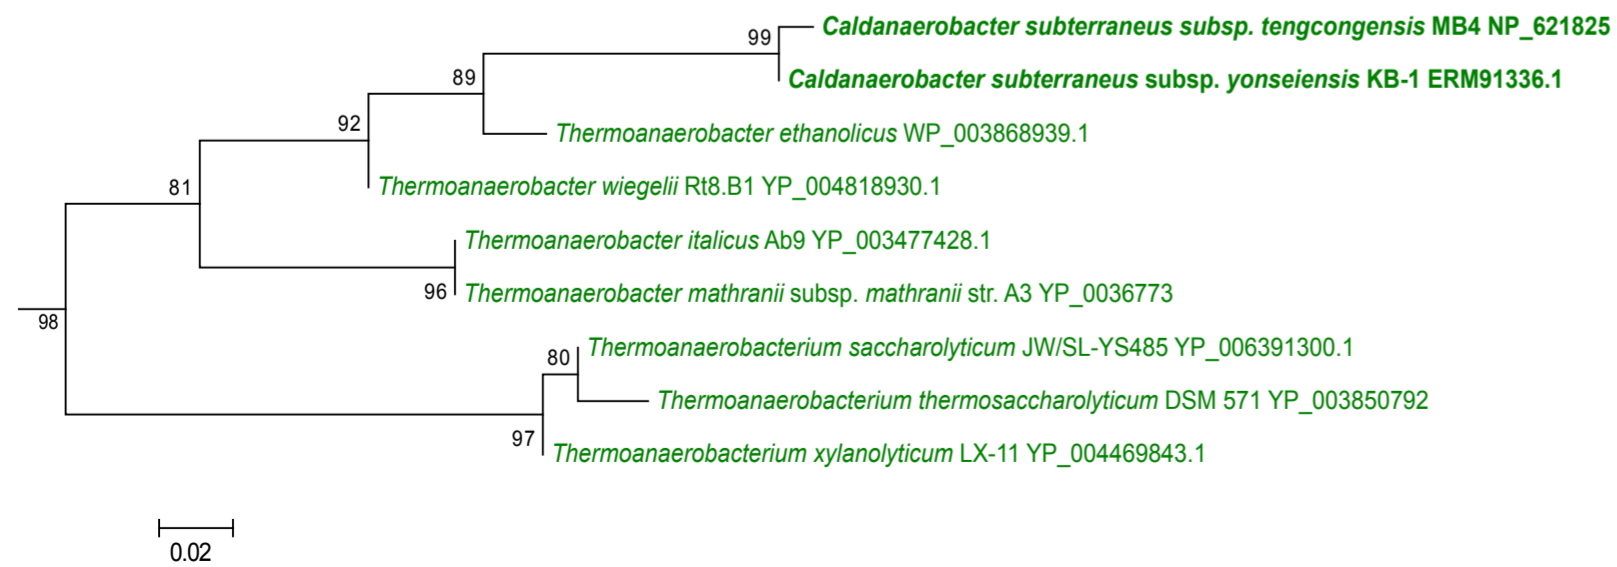 99
Caldanaerobacter subterraneus subsp. tengcongensis MB4 NP_621825
89
Caldanaerobacter subterraneus subsp. yonseiensis KB-1 ERM91336.1
92
Thermoanaerobacter ethanolicus WP_003868939.1
81
Thermoanaerobacter wiegelii Rt8.B1 YP_004818930.1
Thermoanaerobacter italicus Ab9 YP_003477428.1
96
Thermoanaerobacter mathranii subsp. mathranii str. A3 YP_0036773
98
Thermoanaerobacterium saccharolyticum JW/SL-YS485 YP_006391300.1
80
Thermoanaerobacterium thermosaccharolyticum DSM 571 YP_003850792
97
Thermoanaerobacterium xylanolyticum LX-11 YP_004469843.1
0.02